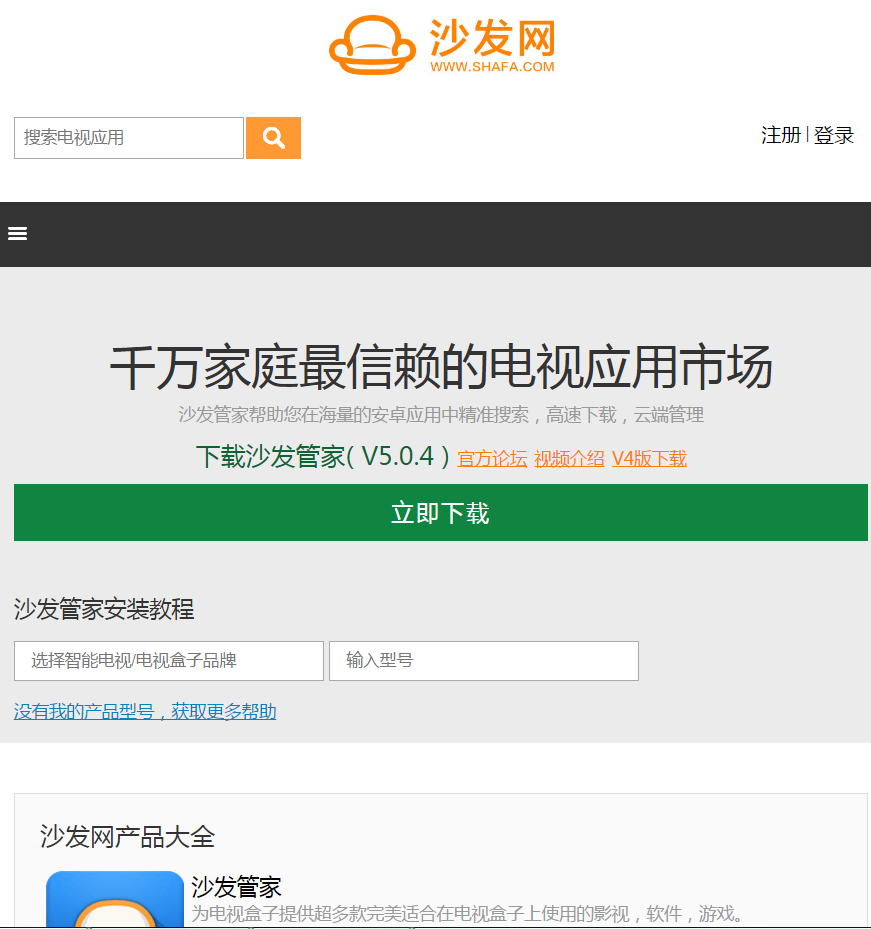 沙发网
WWW.SHAFA.COM
搜索电视应用
注册 | 登录
千万家庭最信赖的电视应用市场
沙发管家帮助您在海量的安卓应用中精准搜索，高速下载，云端管理
下载沙发管家( V5.0.4 ) 官方论坛 视频介绍 V4版下载
立即下载
沙发管家安装教程
选择智能电视/电视盒子品牌 输入型号
没有我的产品型号，获取更多帮助
沙发网产品大全
沙发管家
为电视盒子提供超多款完美适合在电视盒子上使用的影视，软件，游戏。